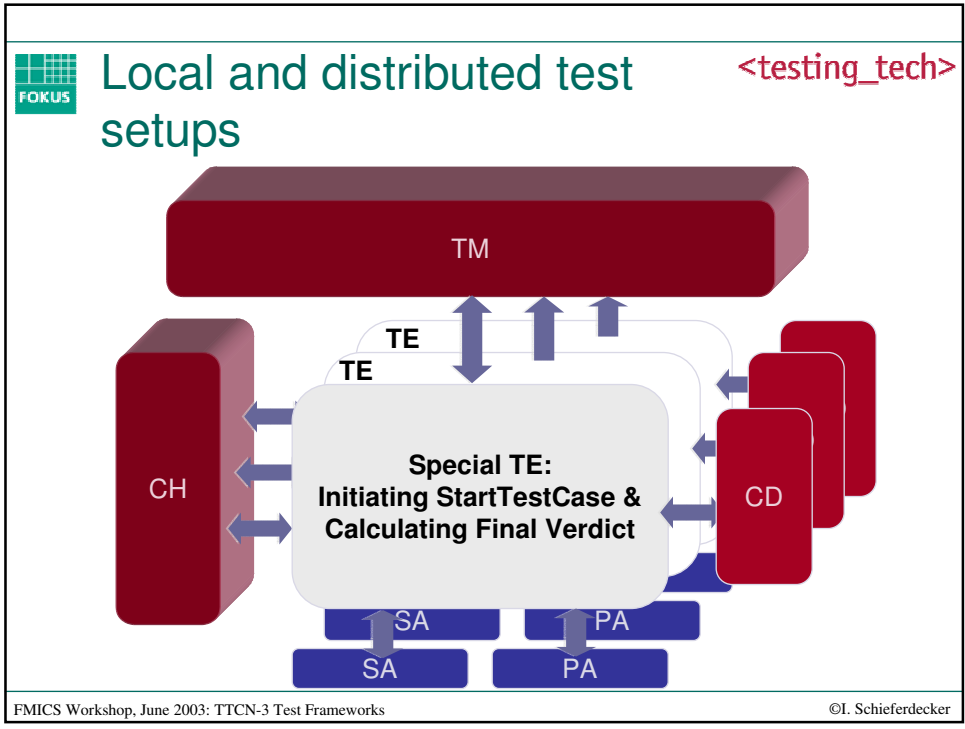 FOKUS
Local and distributed test
setups
<testing_tech>
TM
TE
TE
CH
Special TE:
Initiating StartTestCase &
Calculating Final Verdict
CD
SA
PA
SA
PA
FMICS Workshop, June 2003: TTCN-3 Test Frameworks
©I. Schieferdecker